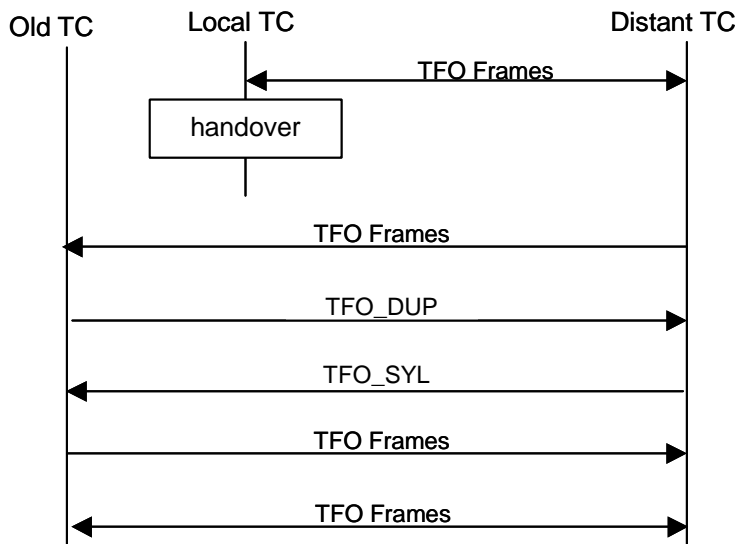 Old TC
Local TC
Distant TC
TFO Frames
handover
TFO Frames
TFO_DUP
TFO_SYL
TFO Frames
TFO Frames